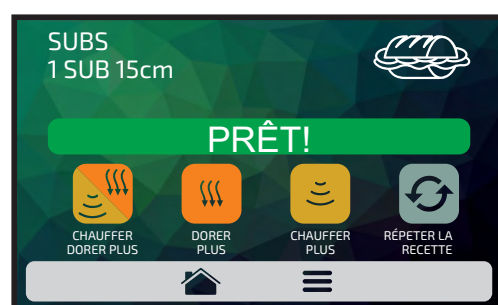 SUBS
1 SUB 15cm
PRÊT!
CHAUFFER
DORER PLUS
DORER
PLUS
CHAUFFER
PLUS
RÉPETER LA
RECETTE